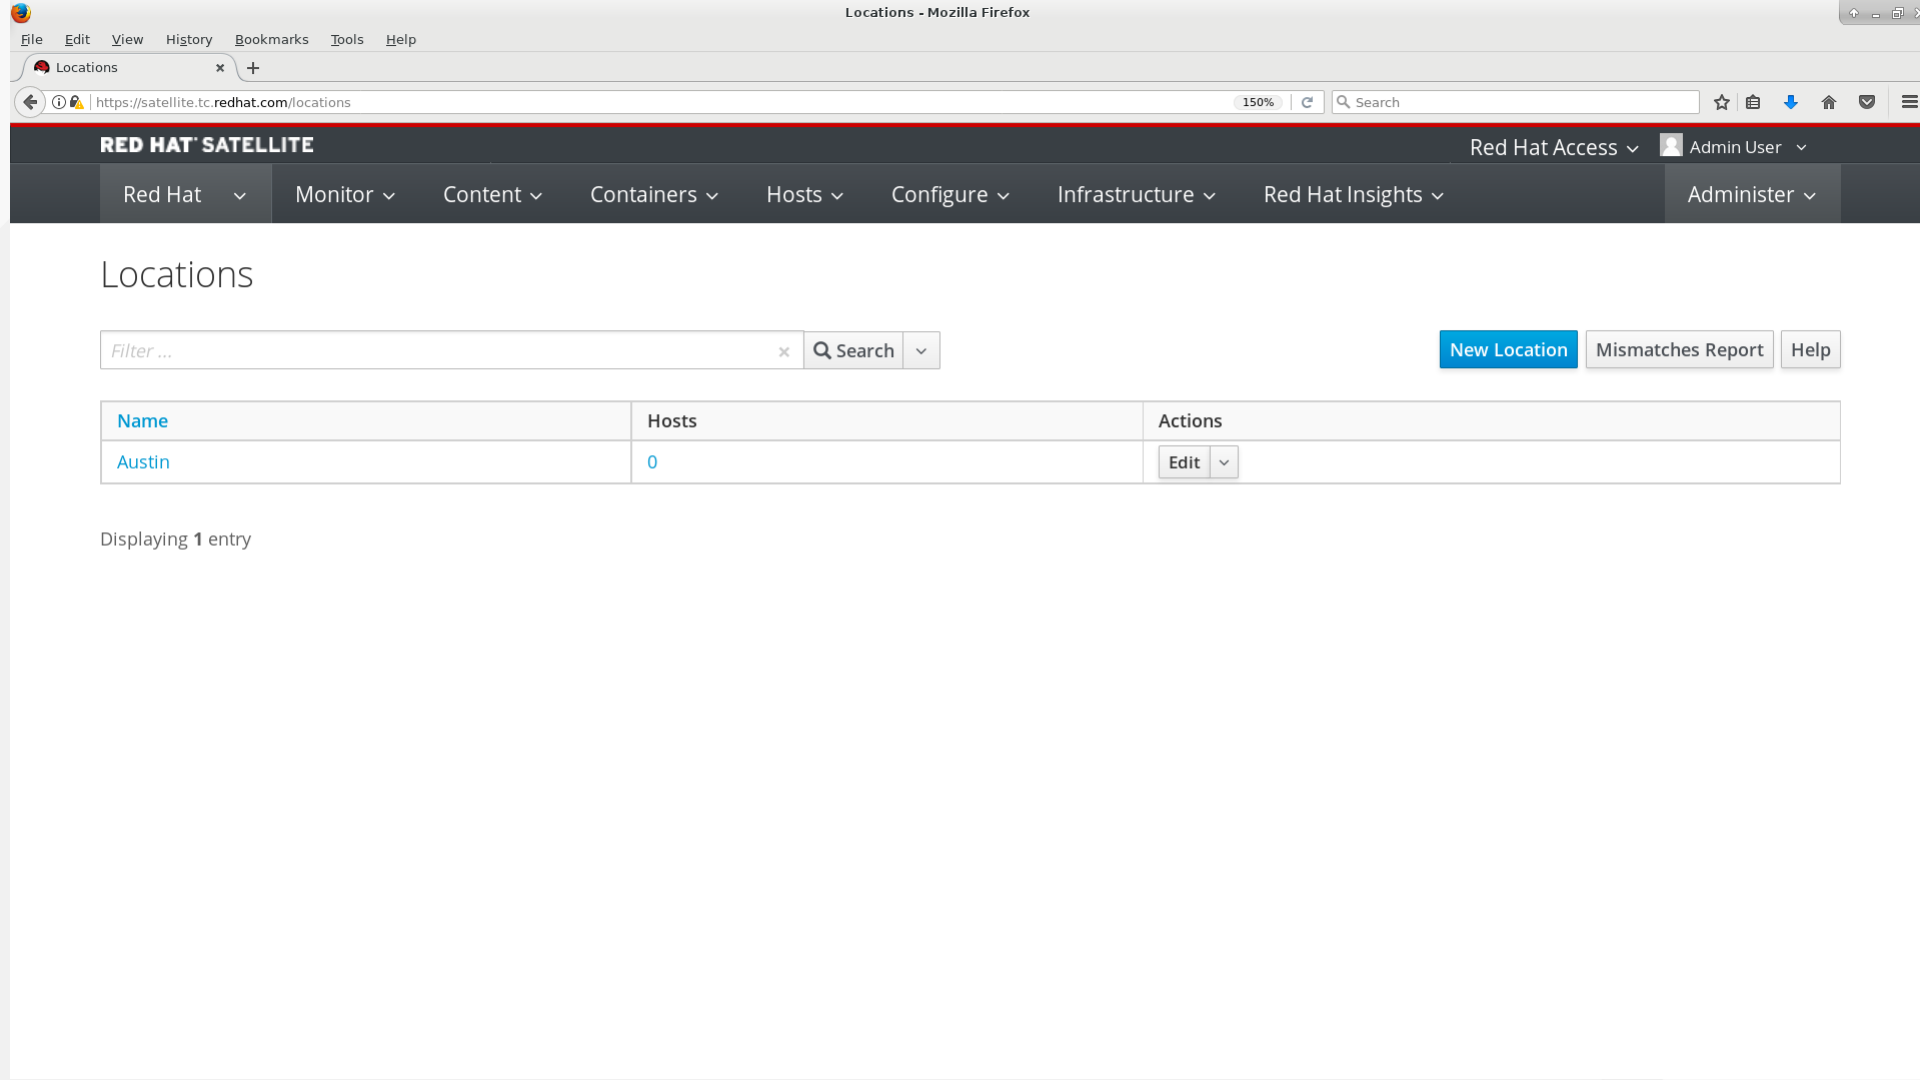 Locations - Mozilla Firefox
File Edit View History Bookmarks Tools Help
Locations
https://satellite.tc.redhat.com/locations 150% Search
RED HAT SATELLITE Red Hat Access Admin User
Red Hat Monitor Content Containers Hosts Configure Infrastructure Red Hat Insights Administer
Locations
Filter ... Search New Location Mismatches Report Help
Name Hosts Actions
Austin 0 Edit
Displaying 1 entry